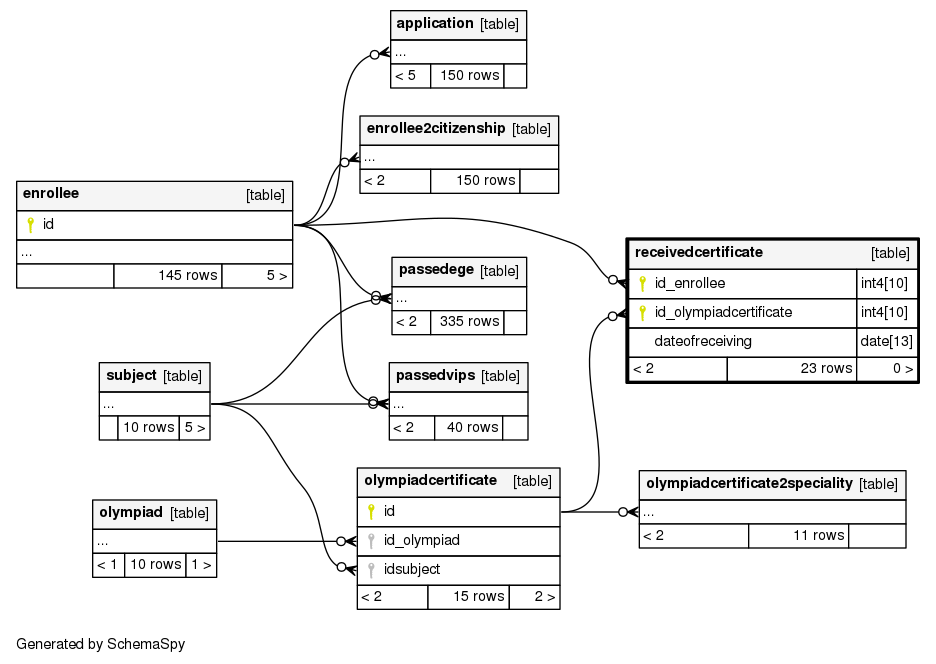 application [table]
...
< 5 150 rows
enrollee2citizenship [table]
...
< 2 150 rows
enrollee [table]
id
...
145 rows 5 >
receivedcertificate [table]
id_enrollee int4[10]
id_olympiadcertificate int4[10]
dateofreceiving date[13]
< 2 23 rows 0 >
passedege [table]
...
< 2 335 rows
subject [table]
...
10 rows 5 >
passedvips [table]
...
< 2 40 rows
olympiadcertificate [table]
id
id_olympiad
idsubject
< 2 15 rows 2 >
olympiadcertificate2speciality [table]
...
< 2 11 rows
olympiad [table]
...
< 1 10 rows 1 >
Generated by SchemaSpy